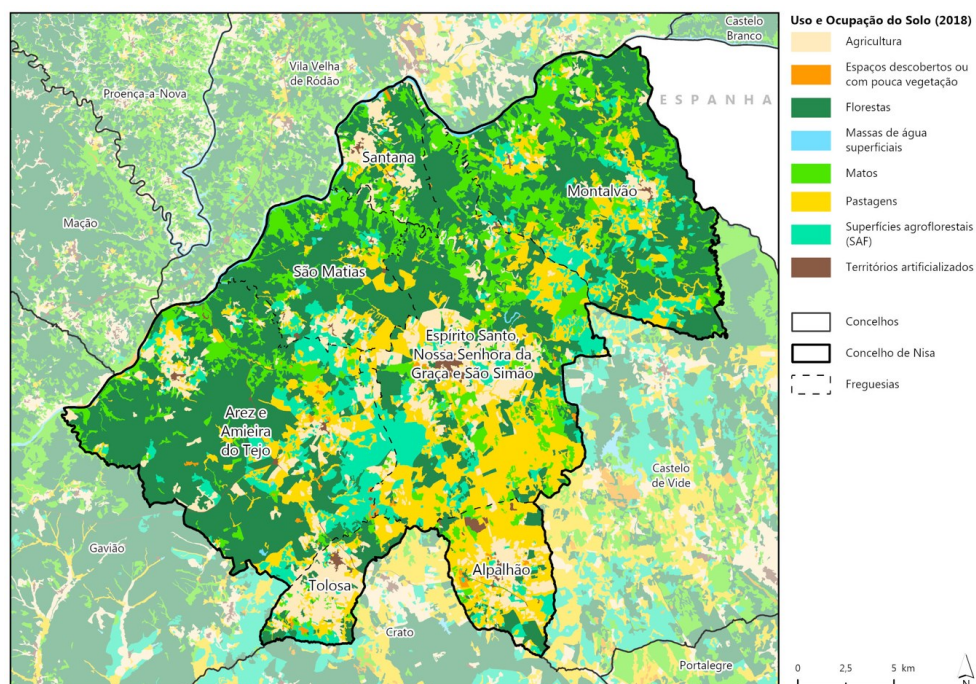 Castelo
Branco
Vila Velha
de Ródão
Proença-a-Nova
ESPANHA
Santana
Montalvão
Mação
São Matias
Espírito Santo,
Nossa Senhora da
Graça e São Simão
Arez e
Amieira
do Tejo
Castelo
de Vide
Gavião
Alpalhão
Tolosa
Crato
Portalegre
Uso e Ocupação do Solo (2018)
Agricultura
Espaços descobertos ou
com pouca vegetação
Florestas
Massas de água
superficiais
Matos
Pastagens
Superfícies agroflorestais
(SAF)
Territórios artificializados
Concelhos
Concelho de Nisa
Freguesias
0 2,5 5 km
N